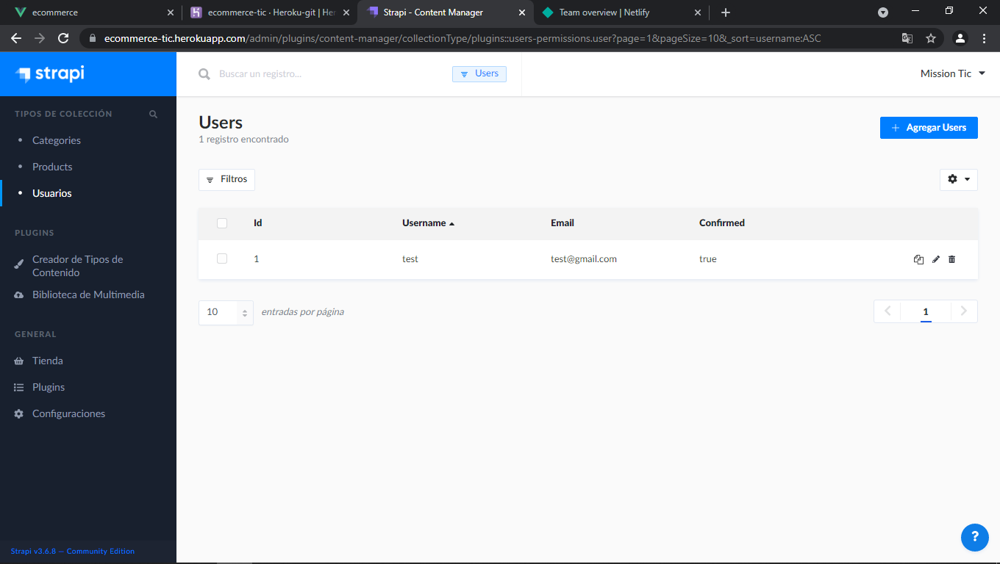 ecommerce
ecommerce-tic · Heroku-git | Her
Strapi - Content Manager
Team overview | Netlify
ecommerce-tic.herokuapp.com/admin/plugins/content-manager/collectionType/plugins::users-permissions.user?page=1&pageSize=10&_sort=username:ASC
strapi
Buscar un registro...
Users
Mission Tic
TIPOS DE COLECCIÓN
Categories
Products
Usuarios
PLUGINS
Creador de Tipos de
Contenido
Biblioteca de Multimedia
GENERAL
Tienda
Plugins
Configuraciones
Strapi v3.6.8 — Community Edition
Users
1 registro encontrado
Agregar Users
Filtros
Id Username Email Confirmed
1 test test@gmail.com true
10 entradas por página
1
?